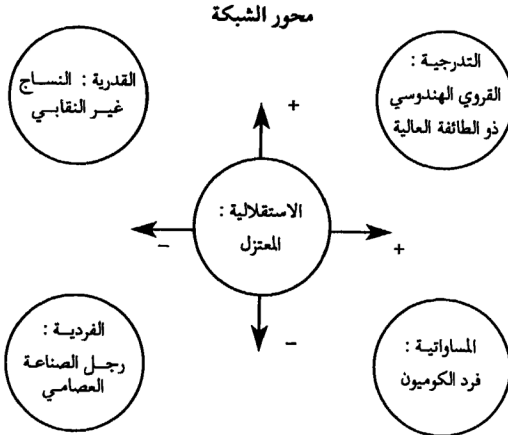 محور الشبكة
التدرجية :
القروي الهندوسي
ذو الطائفة العالية
القدرية : النساج
غير النقابي
+
الاستقلالية :
المعتزل
+
−
−
المساواتية :
فرد الكوميون
الفردية :
رجل الصناعة
العصامي